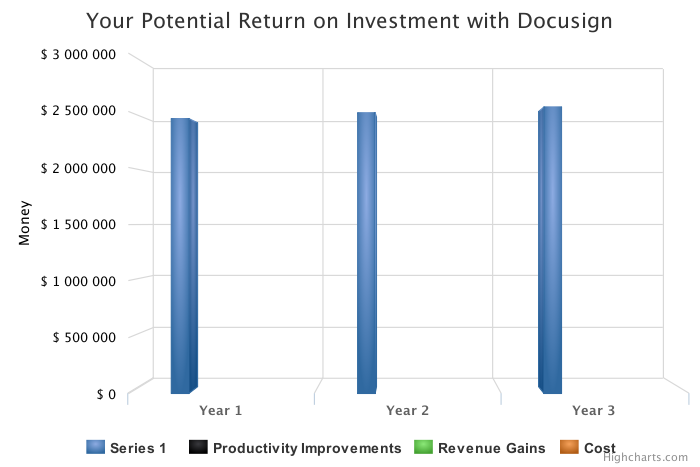 Your Potential Return on Investment with Docusign
$ 3 000 000
$ 2 500 000
$ 2 000 000
$ 1 500 000
$ 1 000 000
$ 500 000
$ 0
Money
Year 1
Year 2
Year 3
Series 1
Productivity Improvements
Revenue Gains
Cost
Highcharts.com